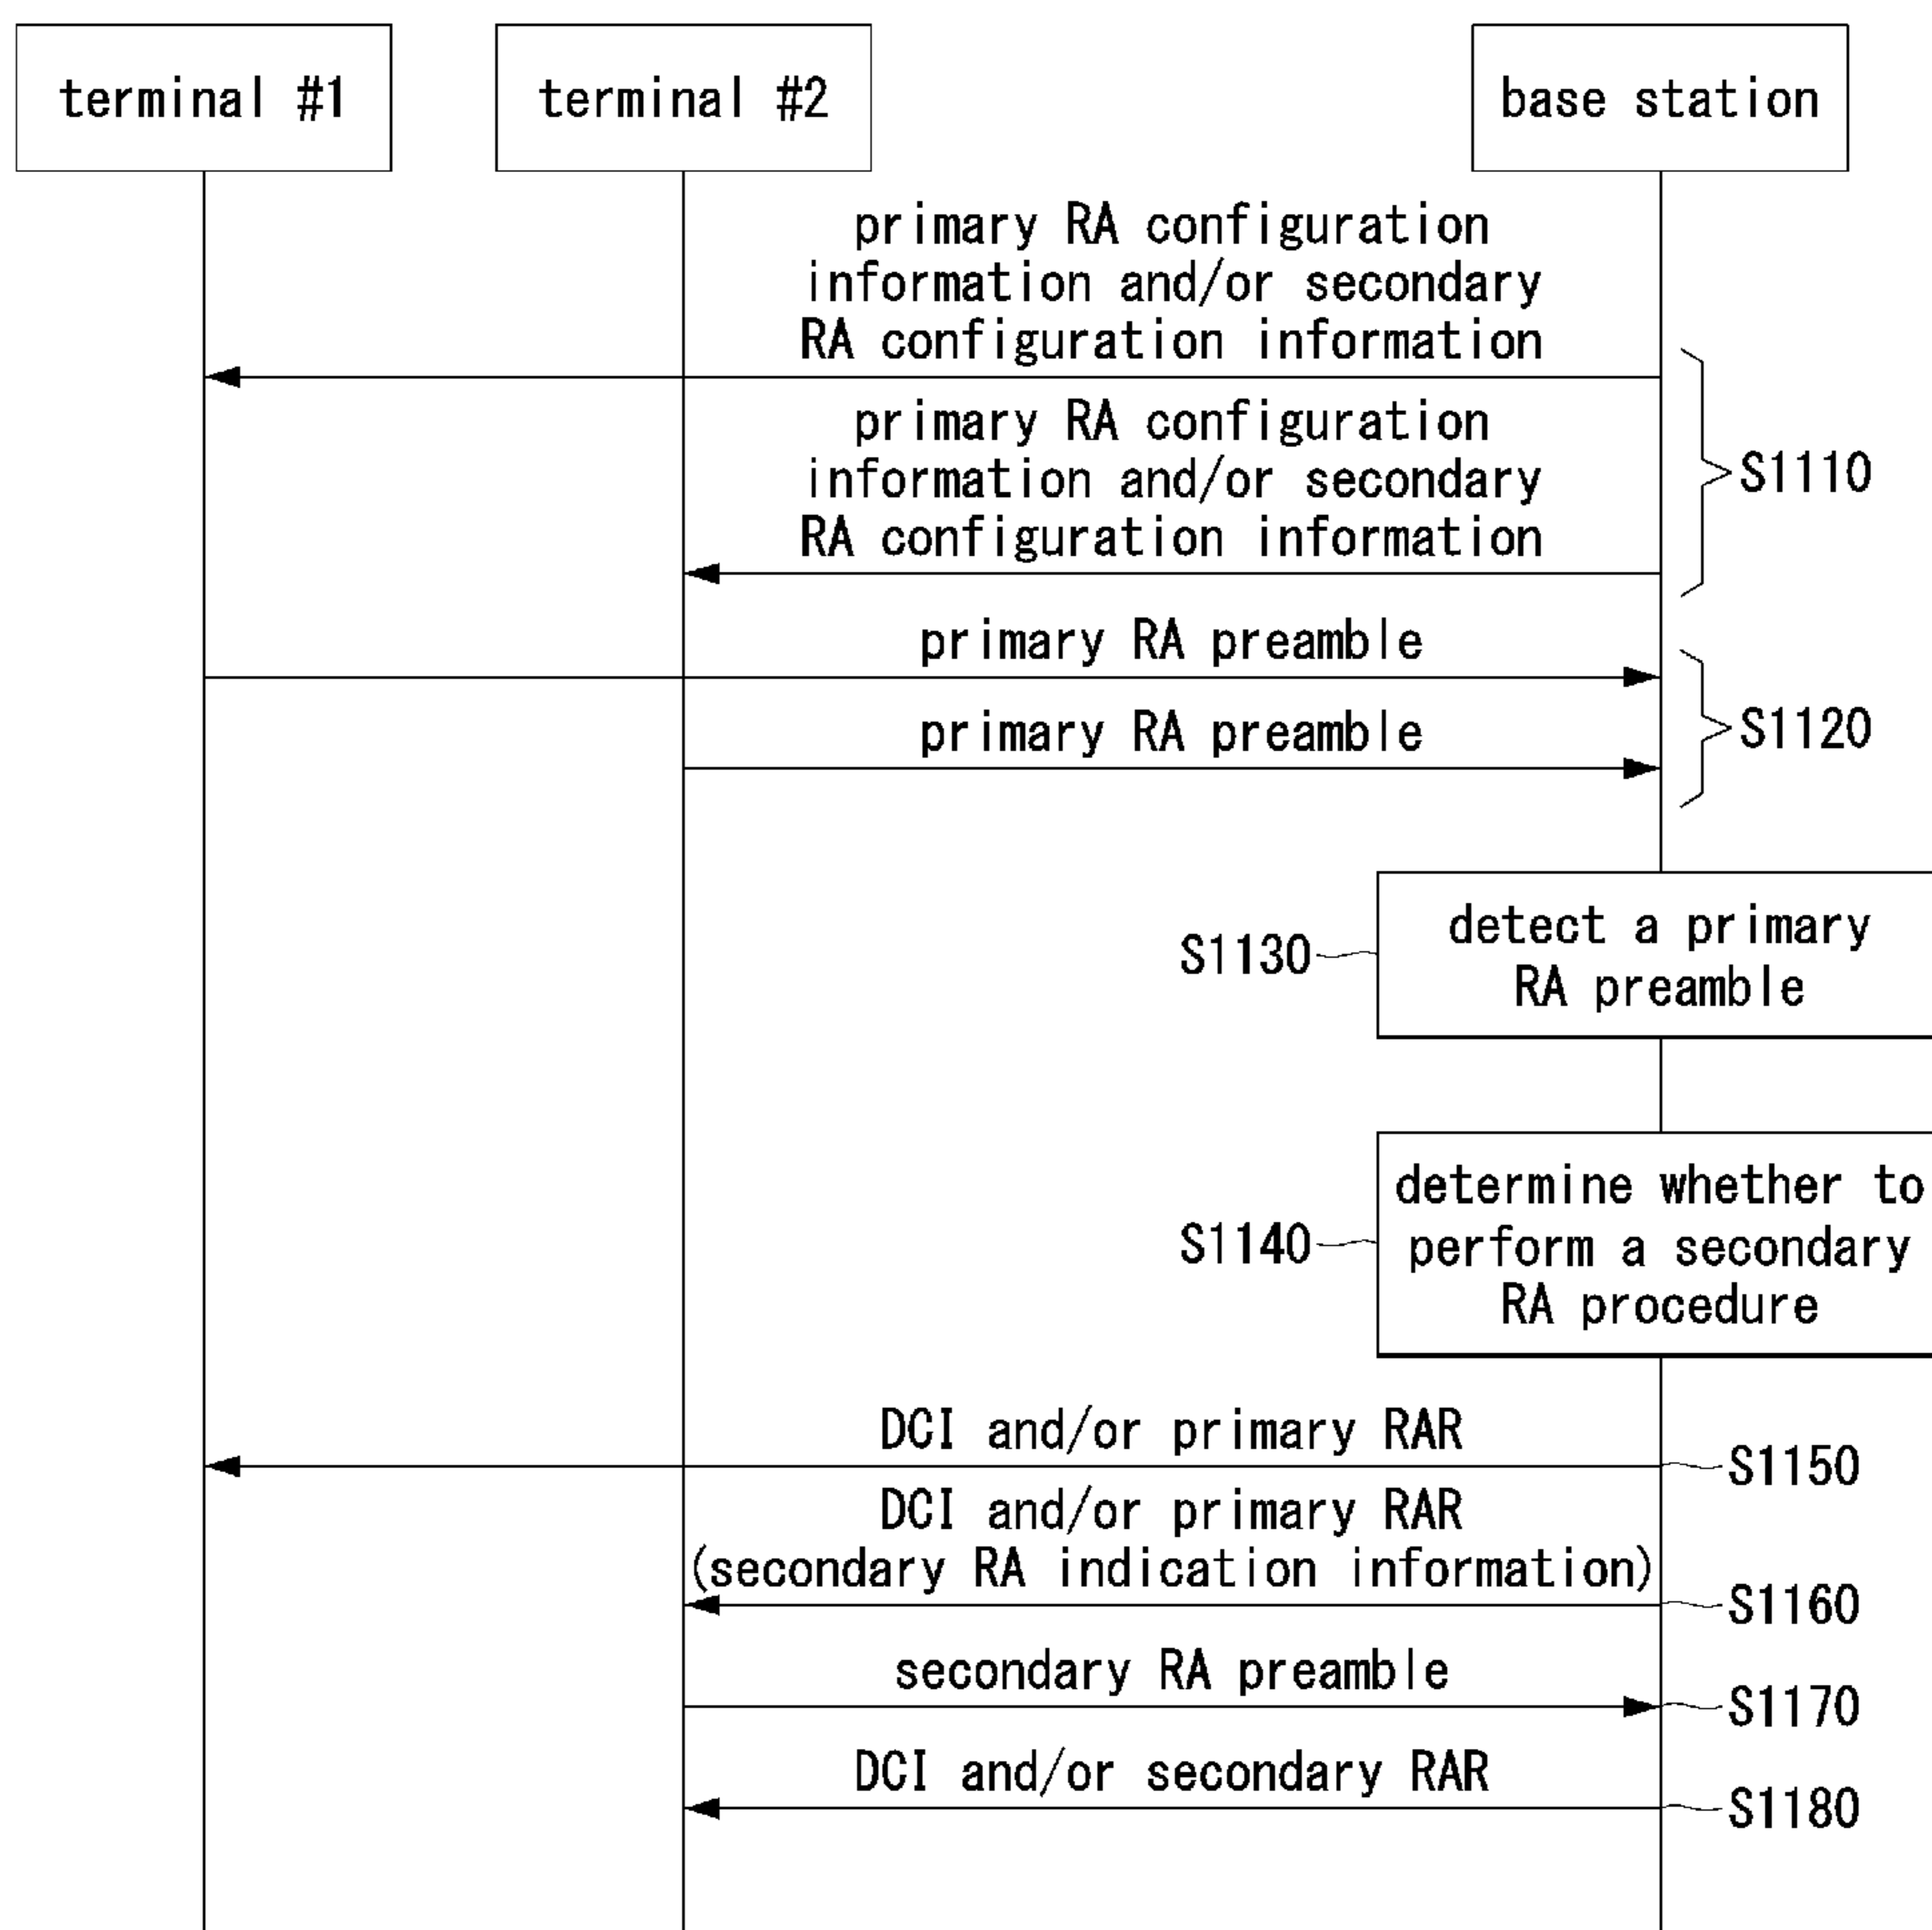 terminal #1
terminal #2
base station
primary RA configuration
information and/or secondary
RA configuration information
primary RA configuration
information and/or secondary
RA configuration information
S1110
primary RA preamble
primary RA preamble
S1120
S1130
detect a primary
RA preamble
S1140
determine whether to
perform a secondary
RA procedure
DCI and/or primary RAR
S1150
DCI and/or primary RAR
(secondary RA indication information)
S1160
secondary RA preamble
S1170
DCI and/or secondary RAR
S1180